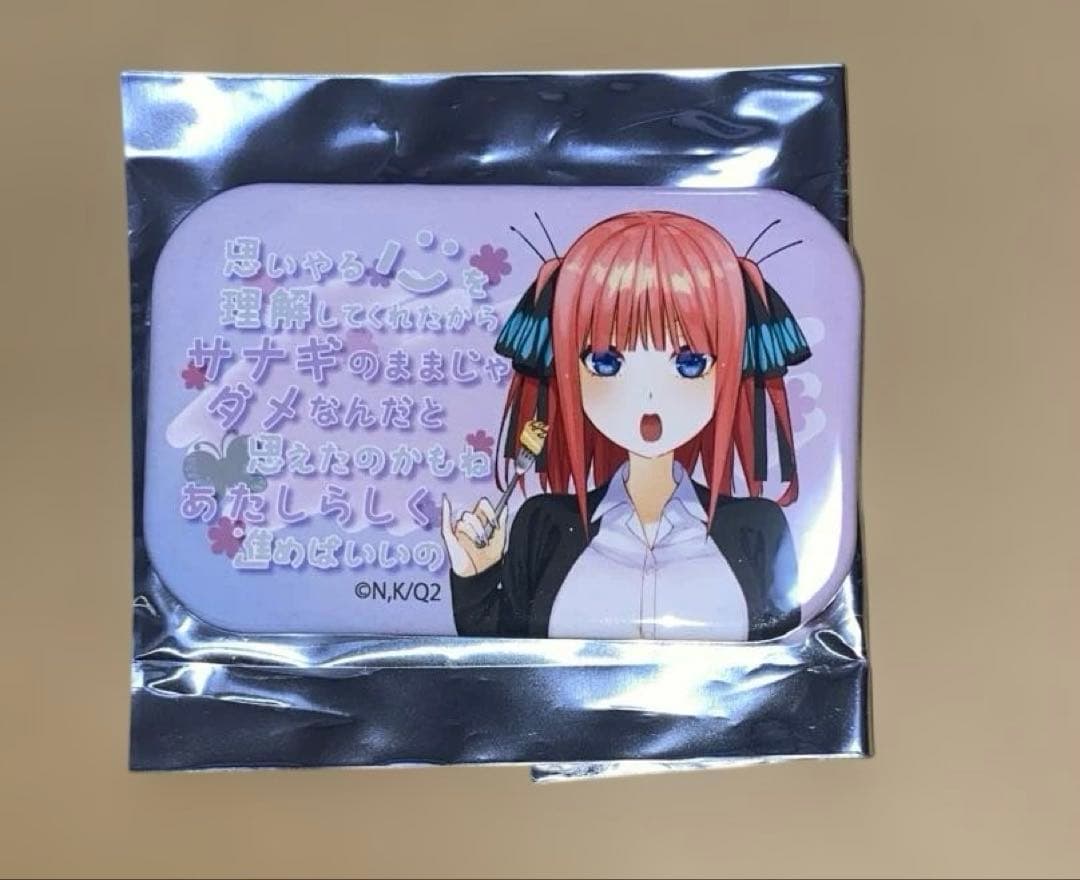 思いやる心を
理解してくれたから
サナギのままじゃ
ダメなんだと
思えたのかもね
あたしらしく
進めばいいの
©N,K/Q2